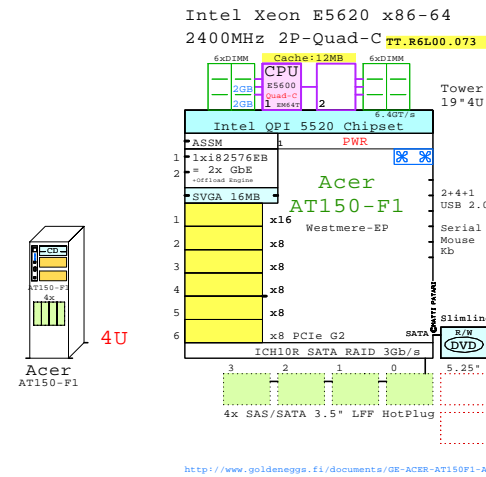 Intel Xeon E5620 x86-64
2400MHz 2P-Quad-C TT.R6L00.073
6xDIMM Cache:12MB 6xDIMM
CPU
E5600
2GB Quad-C
2GB 1 EM64T 2
6.4GT/s
Tower
19"4U
Intel QPI 5520 Chipset
ASSM 1 PWR
1 1xi82576EB
2 = 2x GbE
+Offload Engine
SVGA 16MB
Acer
AT150-F1
Westmere-EP
2+4+1
USB 2.0
Serial
Mouse
Kb
1 x16
2 x8
3 x8
4 x8
5 x8
6 x8 PCIe G2 SATA
©MATTI PATARI
Slimline
R/W
DVD
ICH10R SATA RAID 3Gb/s
5.25"
3 2 1 0
4x SAS/SATA 3.5" LFF HotPlug
CD
AT150-F1
4x
4U
Acer
AT150-F1
http://www.goldeneggs.fi/documents/GE-ACER-AT150F1-A